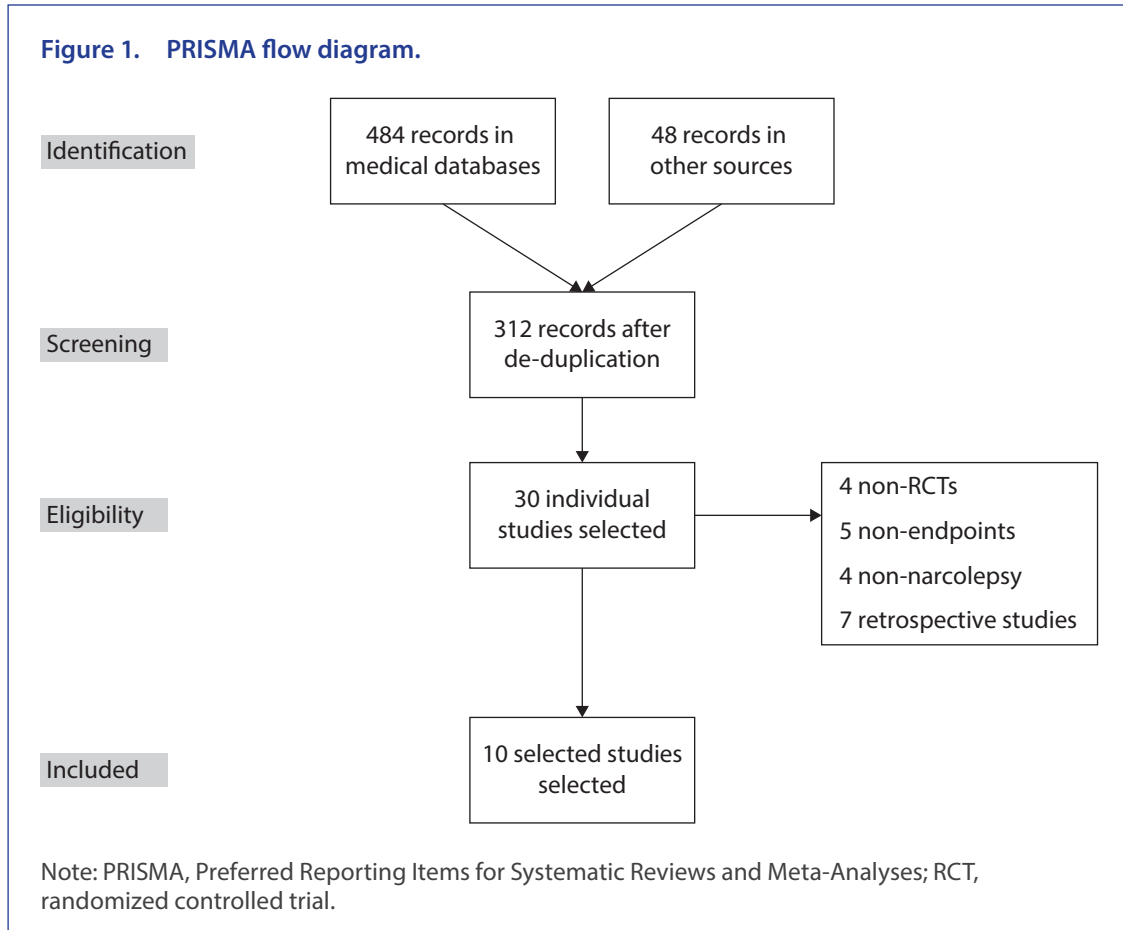 Figure 1. PRISMA flow diagram.
Identification
484 records in
medical databases
48 records in
other sources
Screening
312 records after
de-duplication
Eligibility
30 individual
studies selected
4 non-RCTs
5 non-endpoints
4 non-narcolepsy
7 retrospective studies
Included
10 selected studies
selected
Note: PRISMA, Preferred Reporting Items for Systematic Reviews and Meta-Analyses; RCT,
randomized controlled trial.